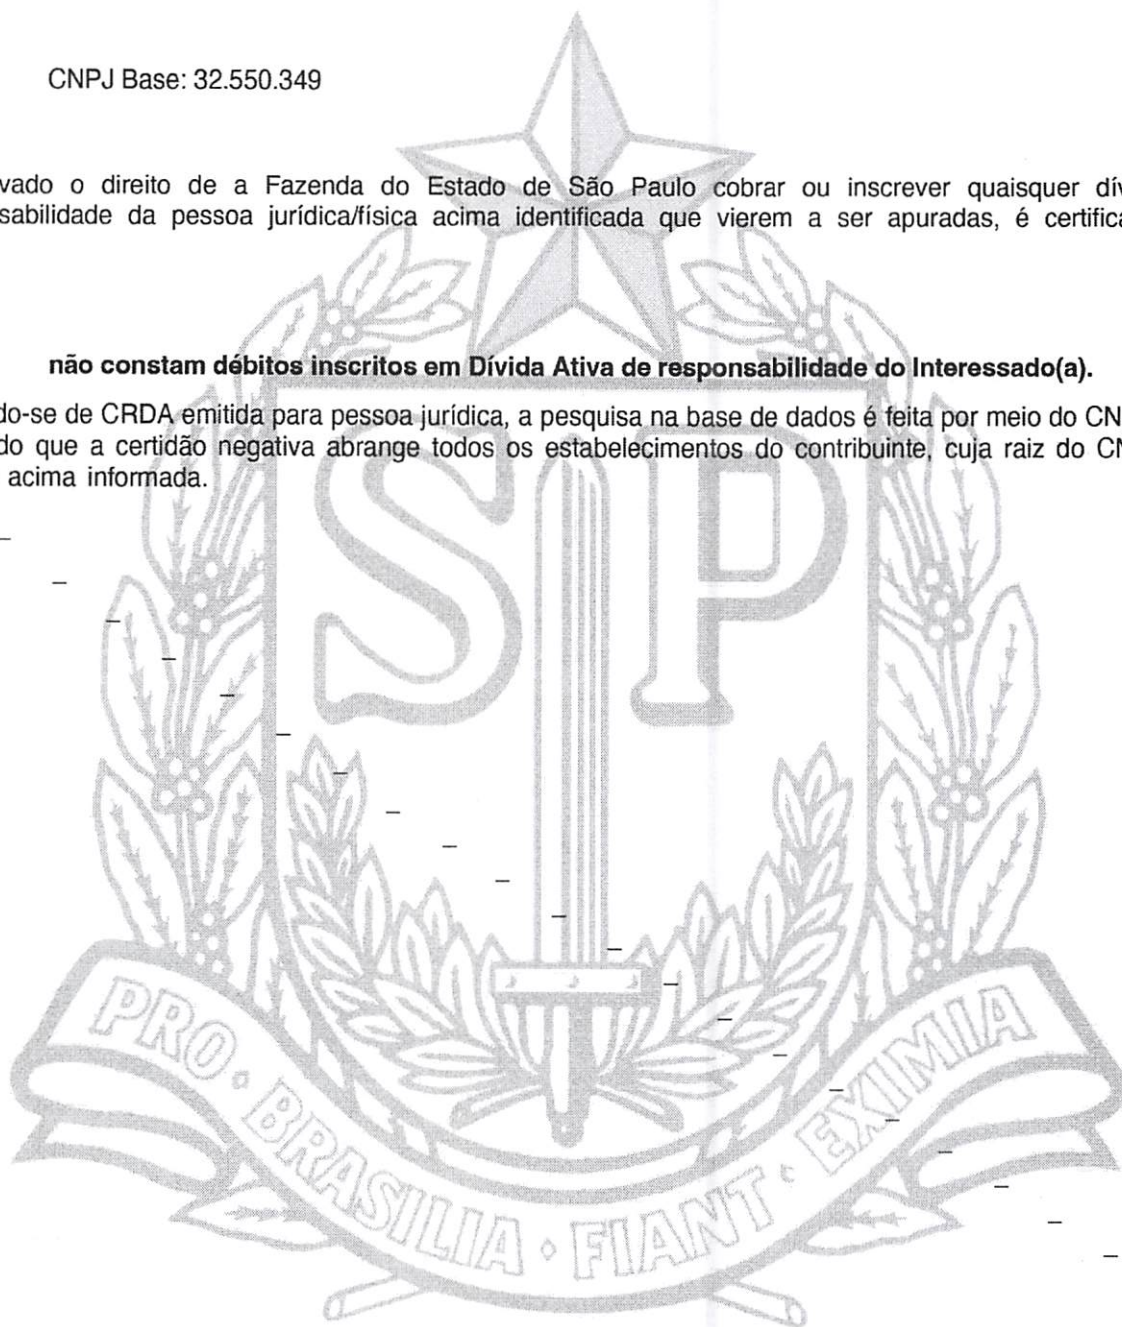 CNPJ Base: 32.550.349
vado o direito de a Fazenda do Estado de São Paulo cobrar ou inscrever quaisquer dív
sabilidade da pessoa jurídica/física acima identificada que vierem a ser apuradas, é certifica
não constam débitos inscritos em Dívida Ativa de responsabilidade do Interessado(a).
do-se de CRDA emitida para pessoa jurídica, a pesquisa na base de dados é feita por meio do CN
do que a certidão negativa abrange todos os estabelecimentos do contribuinte, cuja raiz do CN
acima informada.
SP
PRO • BRASILIA • FIANT • EXIMIA